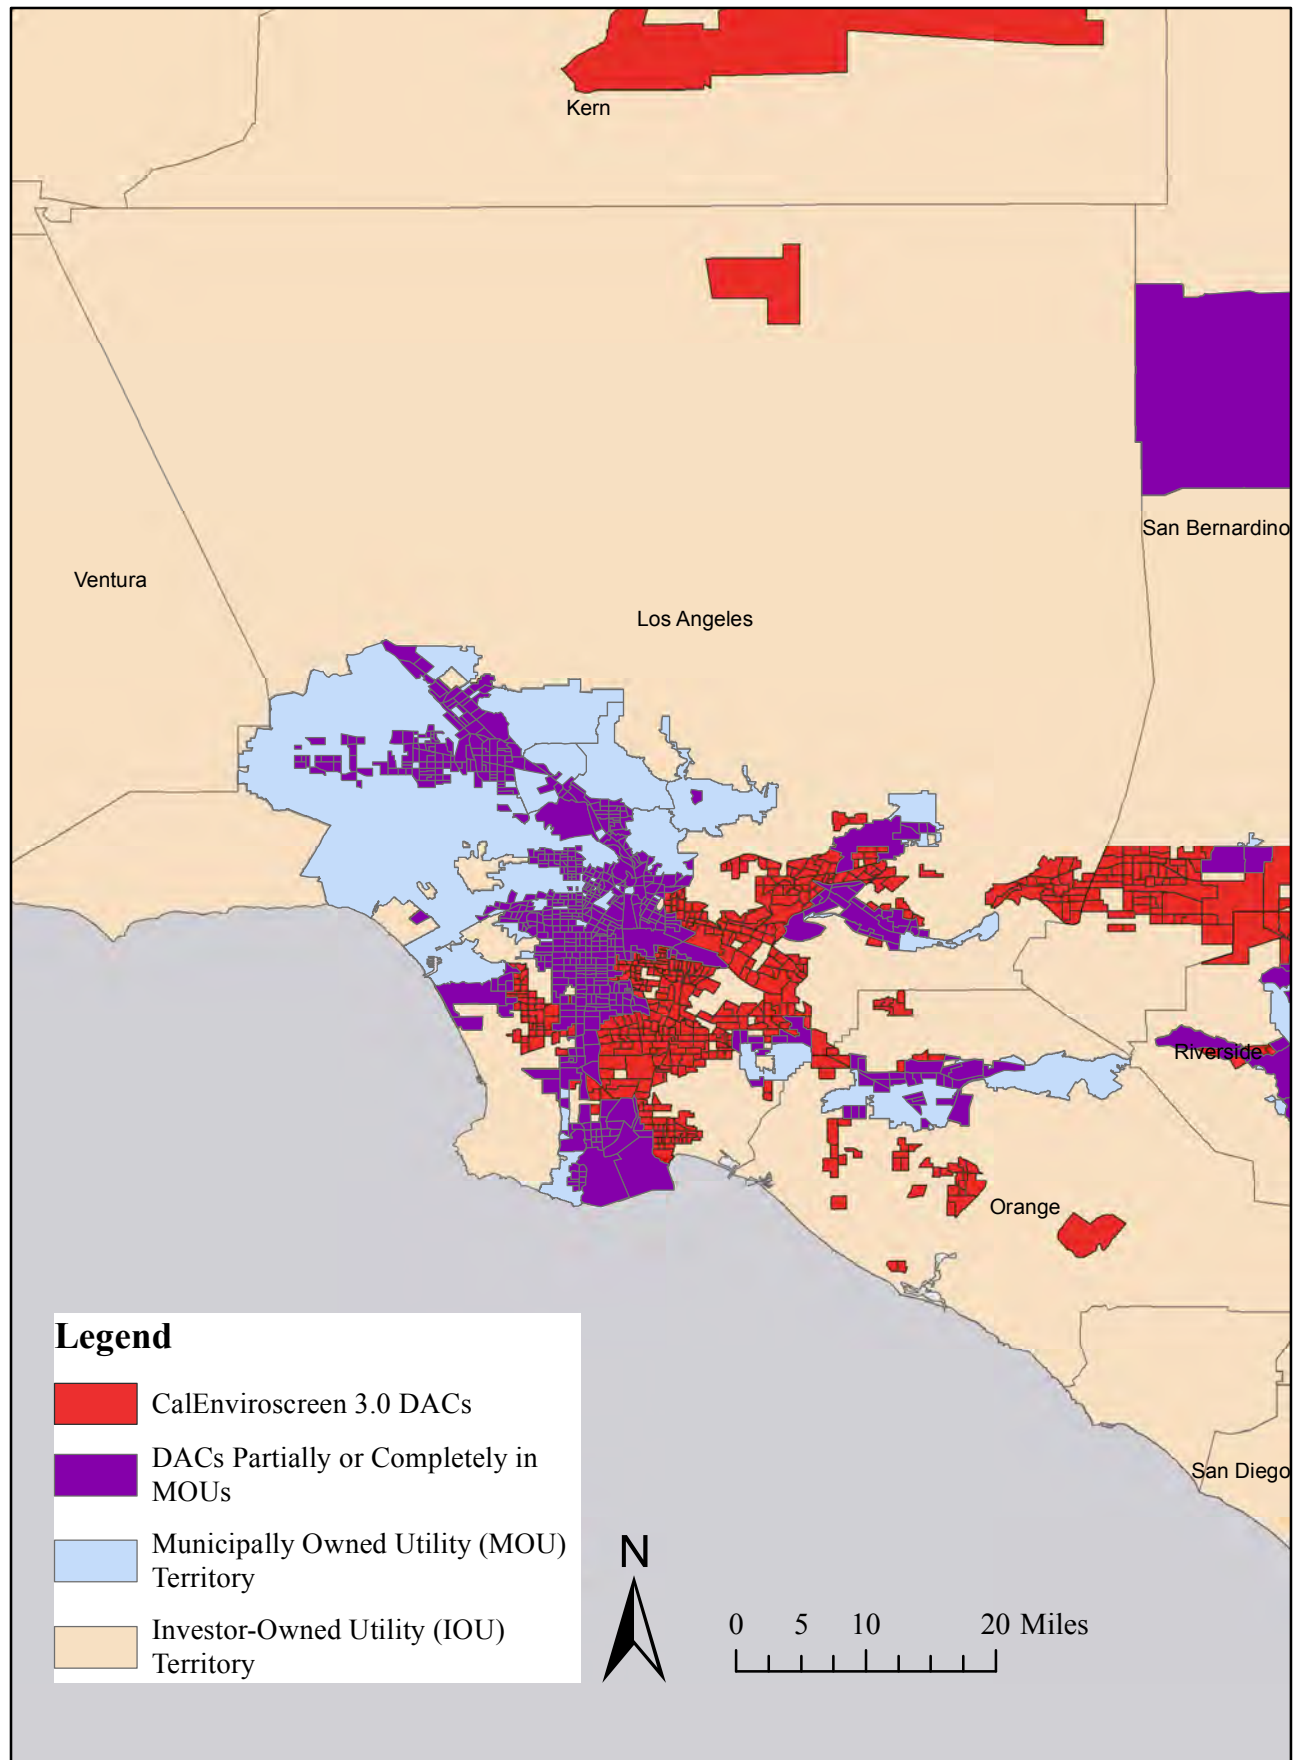 Kern
San Bernardino
Ventura
Los Angeles
Riverside
Orange
San Diego
Legend
CalEnviroscreen 3.0 DACs
DACs Partially or Completely in
MOUs
Municipally Owned Utility (MOU)
Territory
Investor-Owned Utility (IOU)
Territory
N
0 5 10 20 Miles